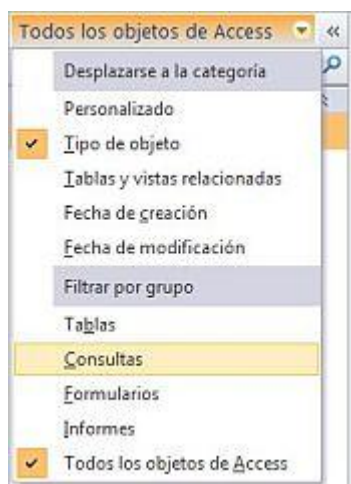 Todos los objetos de Access
Desplazarse a la categoría
Personalizado
Tipo de objeto
Tablas y vistas relacionadas
Fecha de creación
Fecha de modificación
Filtrar por grupo
Tablas
Consultas
Formularios
Informes
Todos los objetos de Access